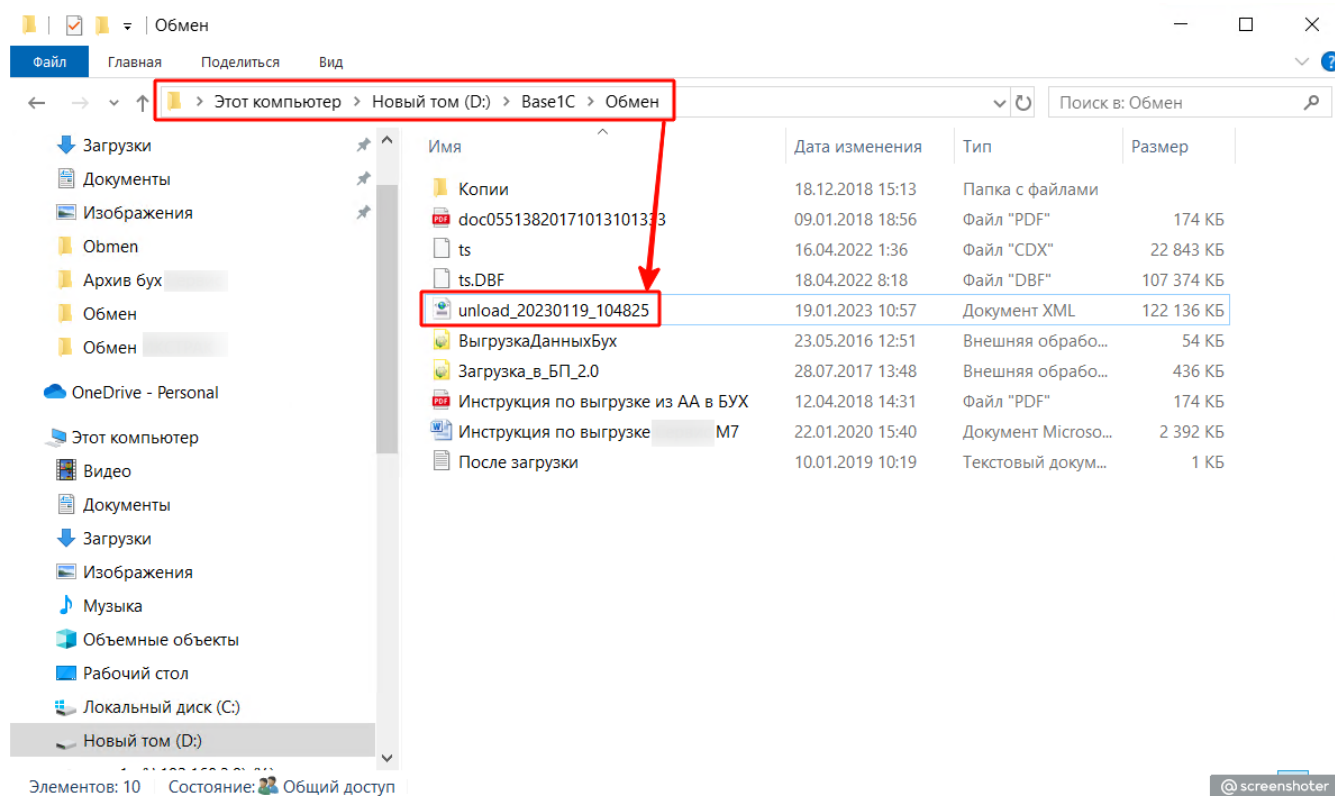 Обмен
Файл Главная Поделиться Вид
Этот компьютер > Новый том (D:) > Base1C > Обмен
Поиск в: Обмен
Загрузки
Документы
Изображения
Obmen
Архив бух
Обмен
Обмен
OneDrive - Personal
Этот компьютер
Видео
Документы
Загрузки
Изображения
Музыка
Объемные объекты
Рабочий стол
Локальный диск (C:)
Новый том (D:)
Имя Дата изменения Тип Размер
Копии 18.12.2018 15:13 Папка с файлами
doc05513820171013101333 09.01.2018 18:56 Файл "PDF" 174 КБ
ts 16.04.2022 1:36 Файл "CDX" 22 843 КБ
ts.DBF 18.04.2022 8:18 Файл "DBF" 107 374 КБ
unload_20230119_104825 19.01.2023 10:57 Документ XML 122 136 КБ
ВыгрузкаДанныхБух 23.05.2016 12:51 Внешняя обрабо... 54 КБ
Загрузка_в_БП_2.0 28.07.2017 13:48 Внешняя обрабо... 436 КБ
Инструкция по выгрузке из АА в БУХ 12.04.2018 14:31 Файл "PDF" 174 КБ
Инструкция по выгрузке М7 22.01.2020 15:40 Документ Microso... 2 392 КБ
После загрузки 10.01.2019 10:19 Текстовый докум... 1 КБ
Элементов: 10 Состояние: Общий доступ
@screenshoter